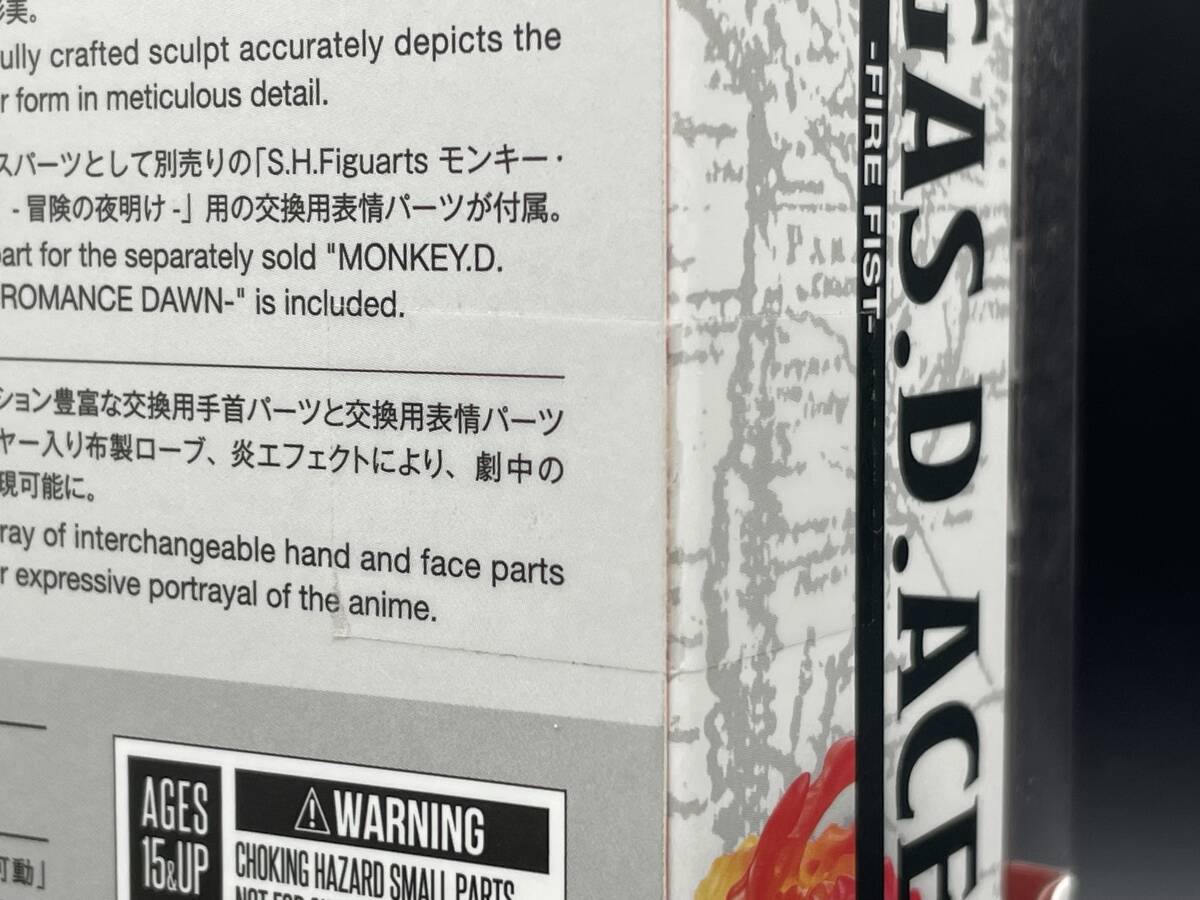 ully crafted sculpt accurately depicts the
r form in meticulous detail.
スパーツとして別売りの「S.H.Figuarts モンキー・
-冒険の夜明け-」用の交換用表情パーツが付属。
part for the separately sold "MONKEY.D.
ROMANCE DAWN-" is included.
ション豊富な交換用手首パーツと交換用表情パーツ
ヤー入り布製ローブ、炎エフェクトにより、劇中の
現可能に。
ray of interchangeable hand and face parts
r expressive portrayal of the anime.
可動」
AGES
15&UP
⚠WARNING
CHOKING HAZARD SMALL PARTS
-FIRE FIST-
GAS.D.ACE